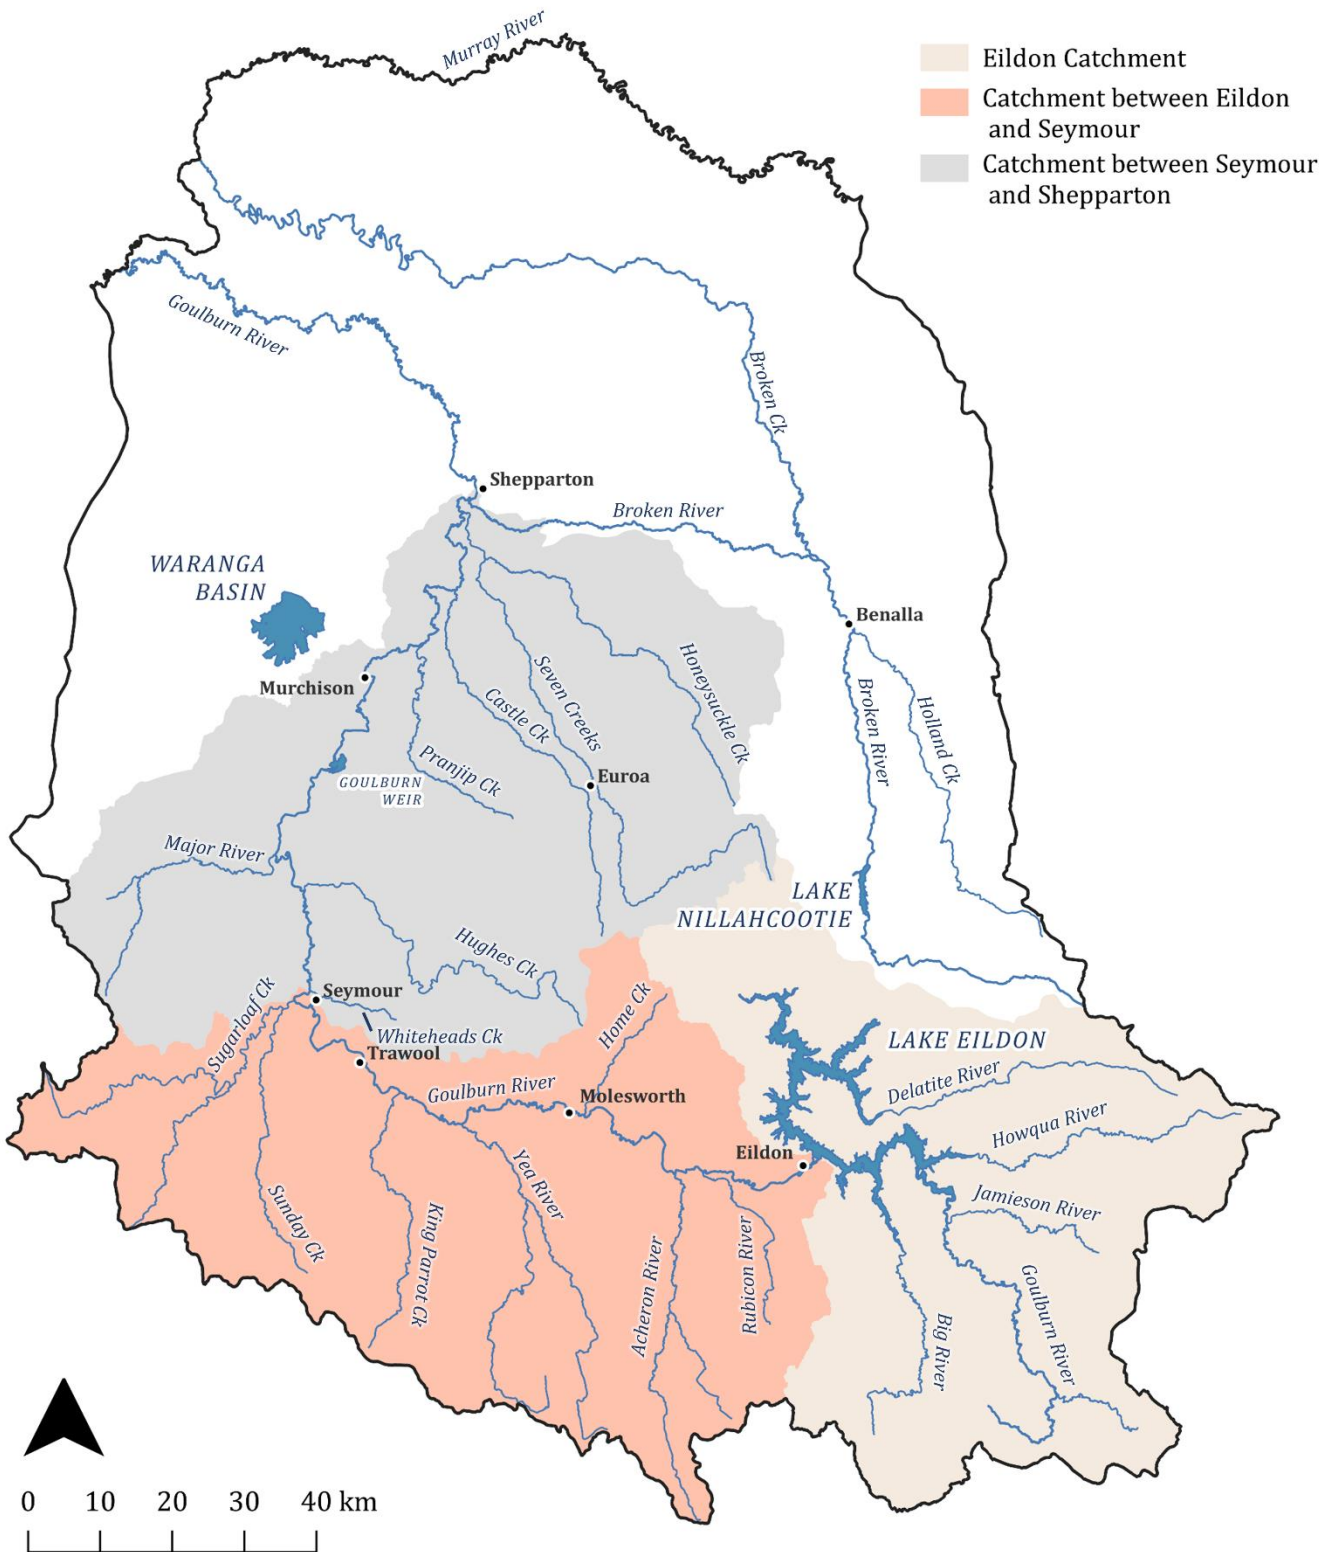 Murray River
Eildon Catchment
Catchment between Eildon
and Seymour
Catchment between Seymour
and Shepparton
Goulburn River
Broken Ck
Shepparton
Broken River
WARANGA
BASIN
Benalla
Murchison
Castle Ck
Seven Creeks
Honeysuckle Ck
Broken River
Holland Ck
GOULBURN
WEIR
Pranjip Ck
Euroa
Major River
LAKE
NILLAHCOOTIE
Hughes Ck
Sugarloaf Ck
Seymour
Whiteheads Ck
Home Ck
Trawool
LAKE EILDON
Goulburn River
Molesworth
Delatite River
Howqua River
Eildon
Yea River
Sunday Ck
King Parrot Ck
Acheron River
Rubicon River
Jamieson River
Goulburn River
Big River
0 10 20 30 40 km